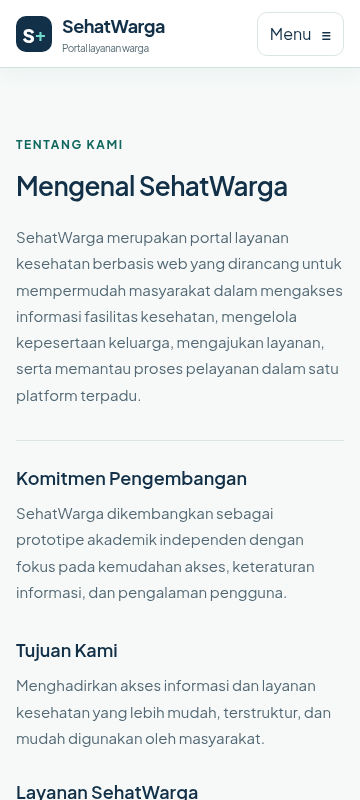 S+
SehatWarga
Portal layanan warga
Menu ≡
TENTANG KAMI
Mengenal SehatWarga
SehatWarga merupakan portal layanan
kesehatan berbasis web yang dirancang untuk
mempermudah masyarakat dalam mengakses
informasi fasilitas kesehatan, mengelola
kepesertaan keluarga, mengajukan layanan,
serta memantau proses pelayanan dalam satu
platform terpadu.
Komitmen Pengembangan
SehatWarga dikembangkan sebagai
prototipe akademik independen dengan
fokus pada kemudahan akses, keteraturan
informasi, dan pengalaman pengguna.
Tujuan Kami
Menghadirkan akses informasi dan layanan
kesehatan yang lebih mudah, terstruktur, dan
mudah digunakan oleh masyarakat.
Layanan SehatWarga